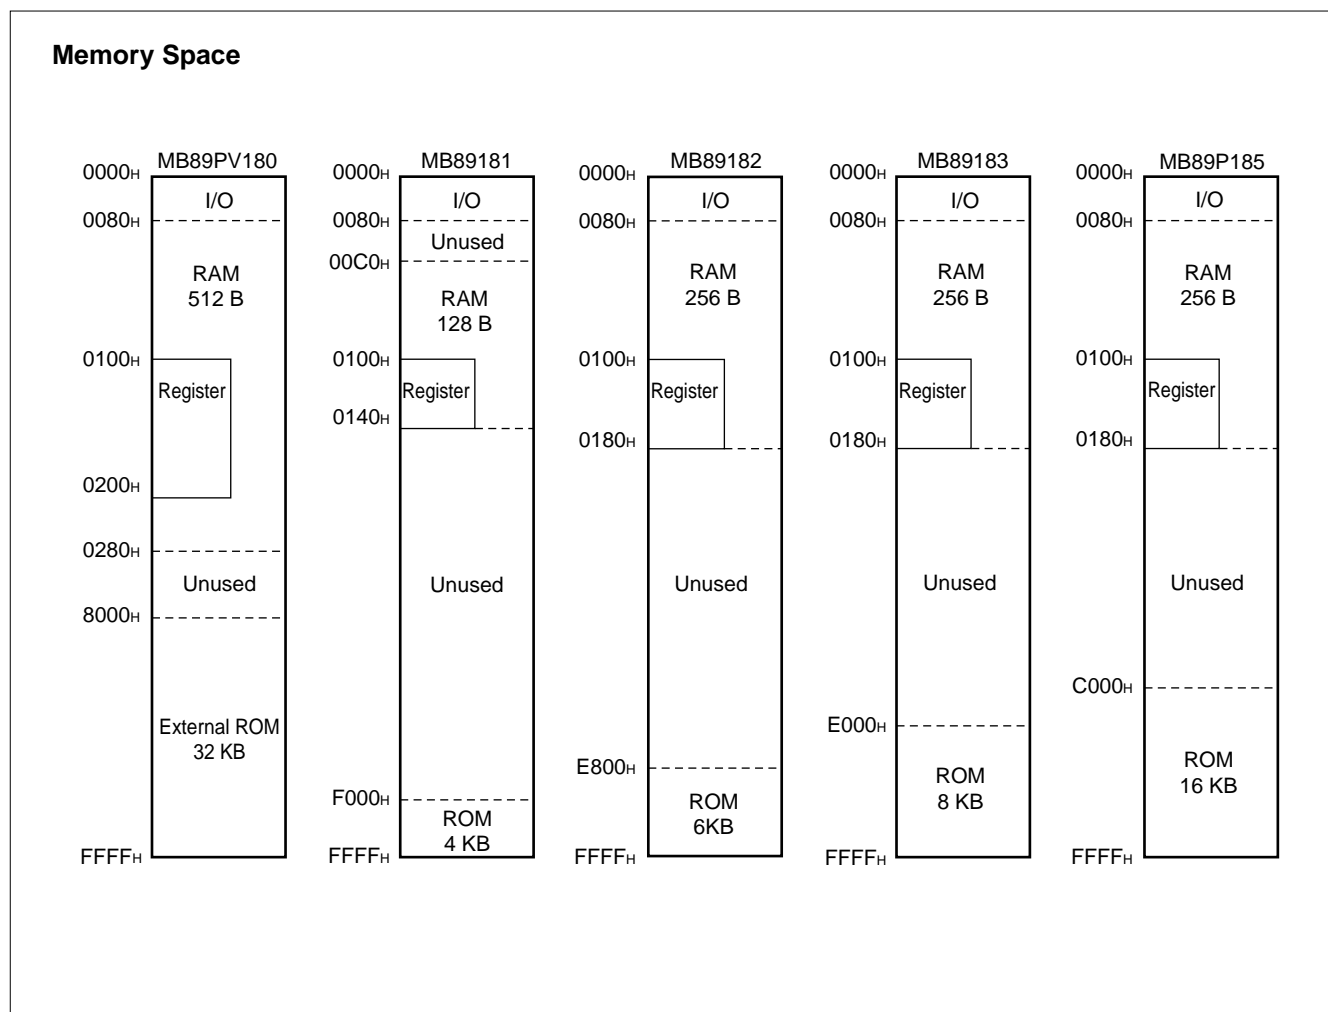 Memory Space
MB89PV180
0000H
I/O
0080H
RAM
512 B
0100H
Register
0200H
0280H
Unused
8000H
External ROM
32 KB
FFFFH
MB89181
0000H
I/O
0080H
Unused
00C0H
RAM
128 B
0100H
Register
0140H
Unused
F000H
ROM
4 KB
FFFFH
MB89182
0000H
I/O
0080H
RAM
256 B
0100H
Register
0180H
Unused
E800H
ROM
6KB
FFFFH
MB89183
0000H
I/O
0080H
RAM
256 B
0100H
Register
0180H
Unused
E000H
ROM
8 KB
FFFFH
MB89P185
0000H
I/O
0080H
RAM
256 B
0100H
Register
0180H
Unused
C000H
ROM
16 KB
FFFFH